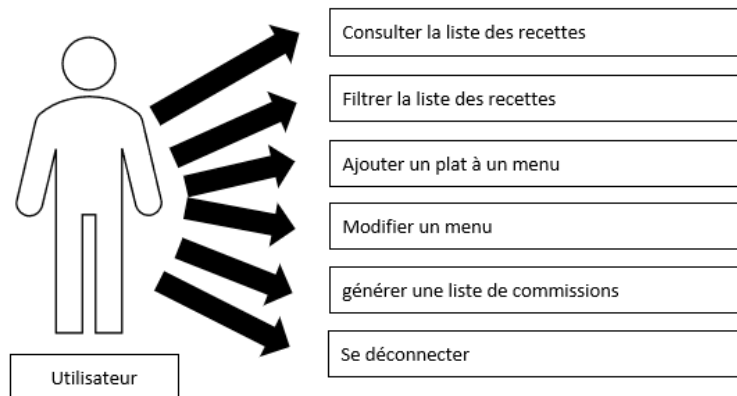 Consulter la liste des recettes
Filtrer la liste des recettes
Ajouter un plat à un menu
Modifier un menu
générer une liste de commissions
Se déconnecter
Utilisateur